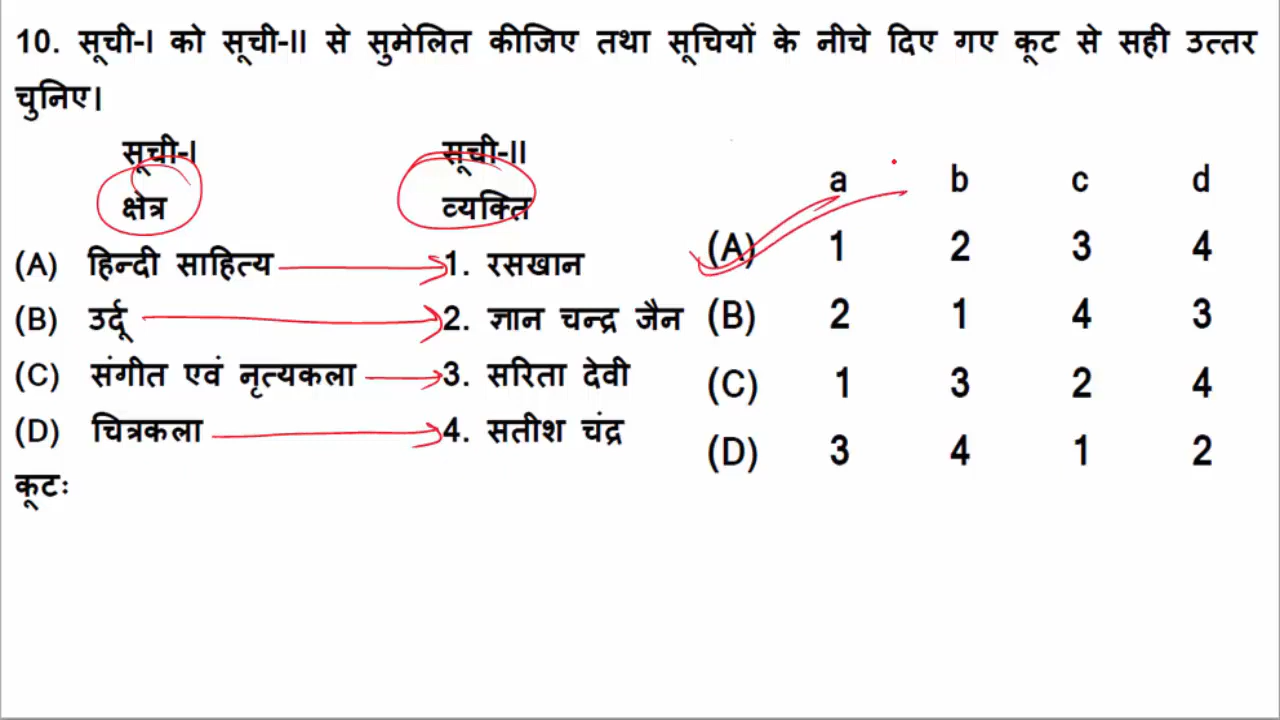 10. सूची-I को सूची-II से सुमेलित कीजिए तथा सूचियों के नीचे दिए गए कूट से सही उत्तर
चुनिए।
सूची-I सूची-II
क्षेत्र व्यक्ति
(A) हिन्दी साहित्य 1. रसखान
(B) उर्दू 2. ज्ञान चन्द्र जैन
(C) संगीत एवं नृत्यकला 3. सरिता देवी
(D) चित्रकला 4. सतीश चंद्र
कूटः
a b c d
(A) 1 2 3 4
(B) 2 1 4 3
(C) 1 3 2 4
(D) 3 4 1 2